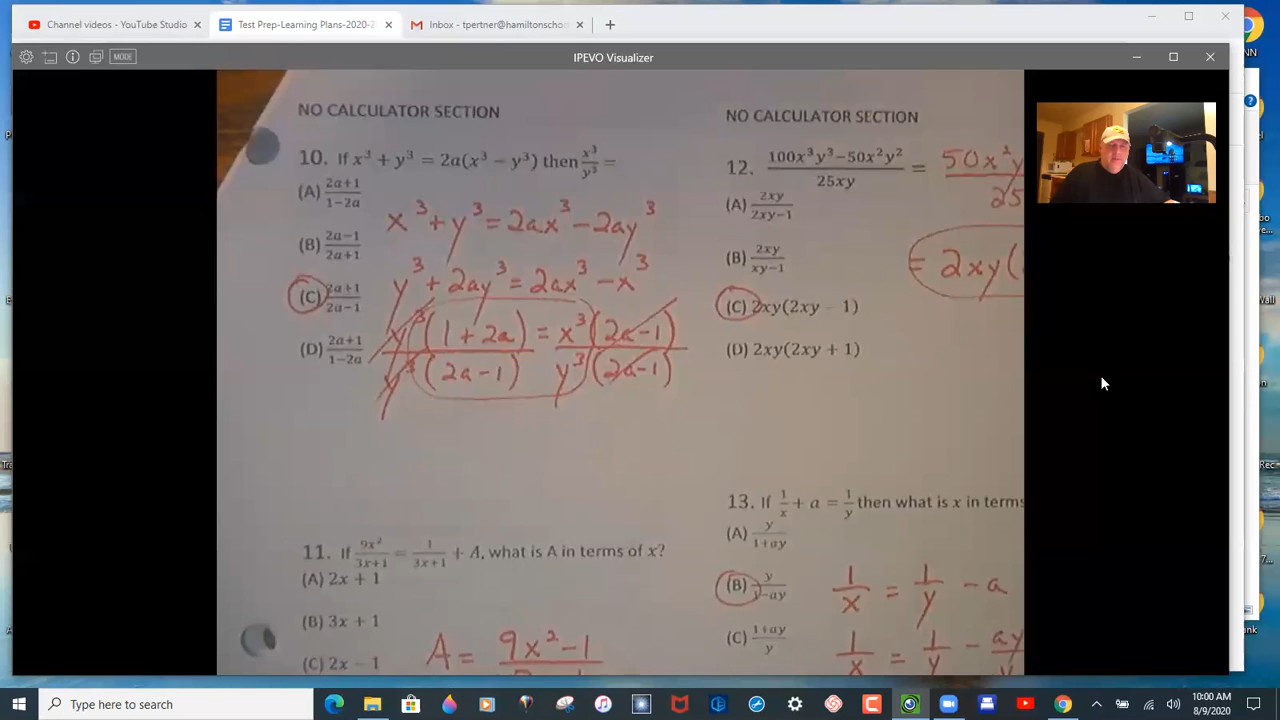 Channel videos - YouTube Studio
Test Prep-Learning Plans-2020-2
Inbox - tpertner@hamiltonschoo
MODE
IPEVO Visualizer
NO CALCULATOR SECTION
10. If x³ + y³ = 2a(x³ − y³) then x³/y³ =
(A) 2a+1/1−2a
x³ + y³ = 2ax³ − 2ay³
(B) 2a−1/2a+1
y³ + 2ay³ = 2ax³ − x³
(C) 2a+1/2a−1
y³(1 + 2a) = x³(2a−1)
(D) 2a+1/1−2a
y³(2a−1) y³(2a−1)
11. If 9x²/3x+1 = 1/3x+1 + A, what is A in terms of x?
(A) 2x + 1
(B) 3x + 1
(C) 2x − 1
A = 9x² − 1
NO CALCULATOR SECTION
12. 100x³y³−50x²y²/25xy = 50x²y
25
(A) 2xy/2xy−1
(B) 2xy/xy−1
= 2xy(
(C) 2xy(2xy − 1)
(D) 2xy(2xy + 1)
13. If 1/x + a = 1/y then what is x in terms
(A) y/1+ay
(B) y/1−ay
1/x = 1/y − a
(C) 1+ay/y
1/x = 1/y − ay/y
Type here to search
10:00 AM
8/9/2020